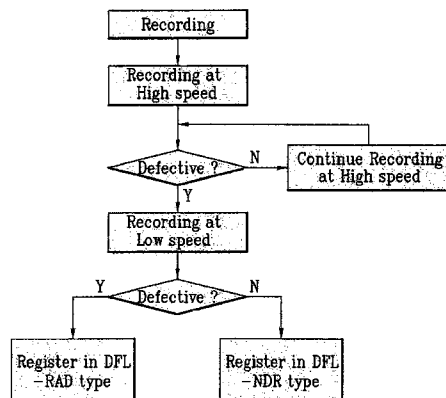 Recording
Recording at
High speed
Defective ?
N
Continue Recording
at High speed
Y
Recording at
Low speed
Y
Defective ?
N
Register in DFL
-RAD type
Register in DFL
-NDR type